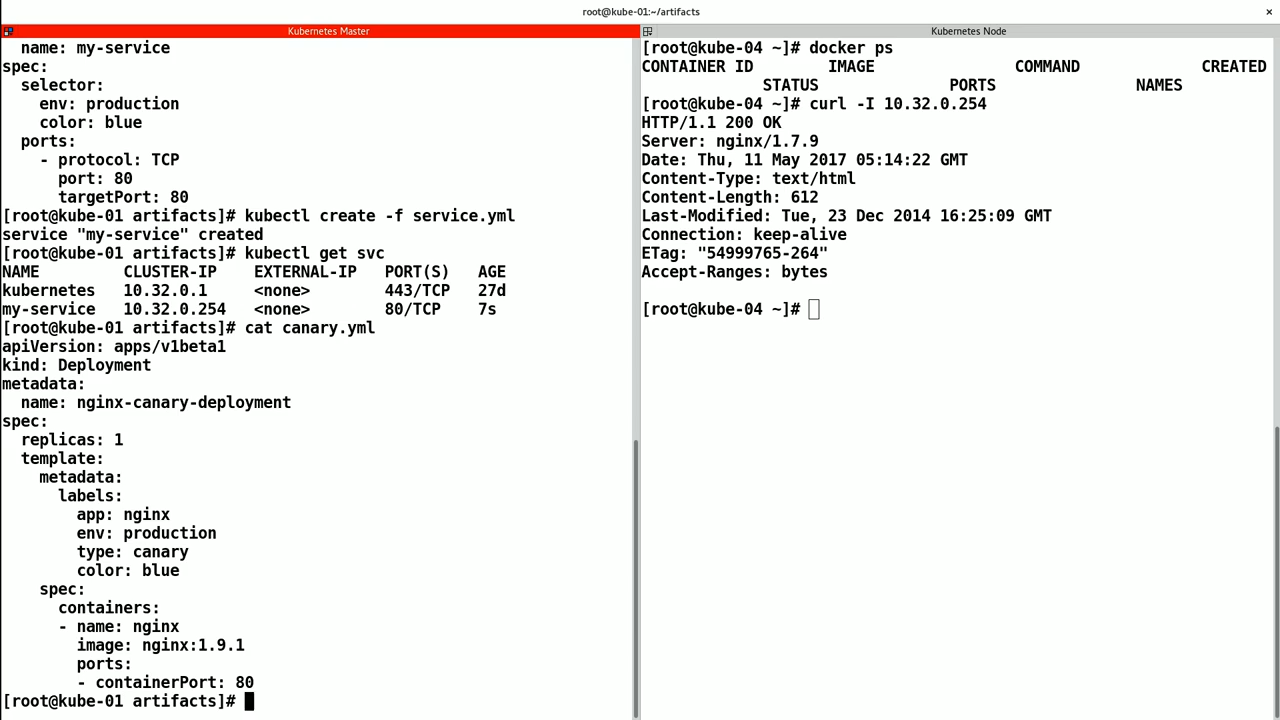 root@kube-01:~/artifacts
Kubernetes Master
  name: my-service
spec:
  selector:
    env: production
    color: blue
  ports:
    - protocol: TCP
      port: 80
      targetPort: 80
[root@kube-01 artifacts]# kubectl create -f service.yml
service "my-service" created
[root@kube-01 artifacts]# kubectl get svc
NAME         CLUSTER-IP    EXTERNAL-IP   PORT(S)   AGE
kubernetes   10.32.0.1     <none>        443/TCP   27d
my-service   10.32.0.254   <none>        80/TCP    7s
[root@kube-01 artifacts]# cat canary.yml
apiVersion: apps/v1beta1
kind: Deployment
metadata:
  name: nginx-canary-deployment
spec:
  replicas: 1
  template:
    metadata:
      labels:
        app: nginx
        env: production
        type: canary
        color: blue
    spec:
      containers:
      - name: nginx
        image: nginx:1.9.1
        ports:
        - containerPort: 80
[root@kube-01 artifacts]#
Kubernetes Node
[root@kube-04 ~]# docker ps
CONTAINER ID        IMAGE               COMMAND             CREATED
             STATUS              PORTS               NAMES
[root@kube-04 ~]# curl -I 10.32.0.254
HTTP/1.1 200 OK
Server: nginx/1.7.9
Date: Thu, 11 May 2017 05:14:22 GMT
Content-Type: text/html
Content-Length: 612
Last-Modified: Tue, 23 Dec 2014 16:25:09 GMT
Connection: keep-alive
ETag: "54999765-264"
Accept-Ranges: bytes
[root@kube-04 ~]#